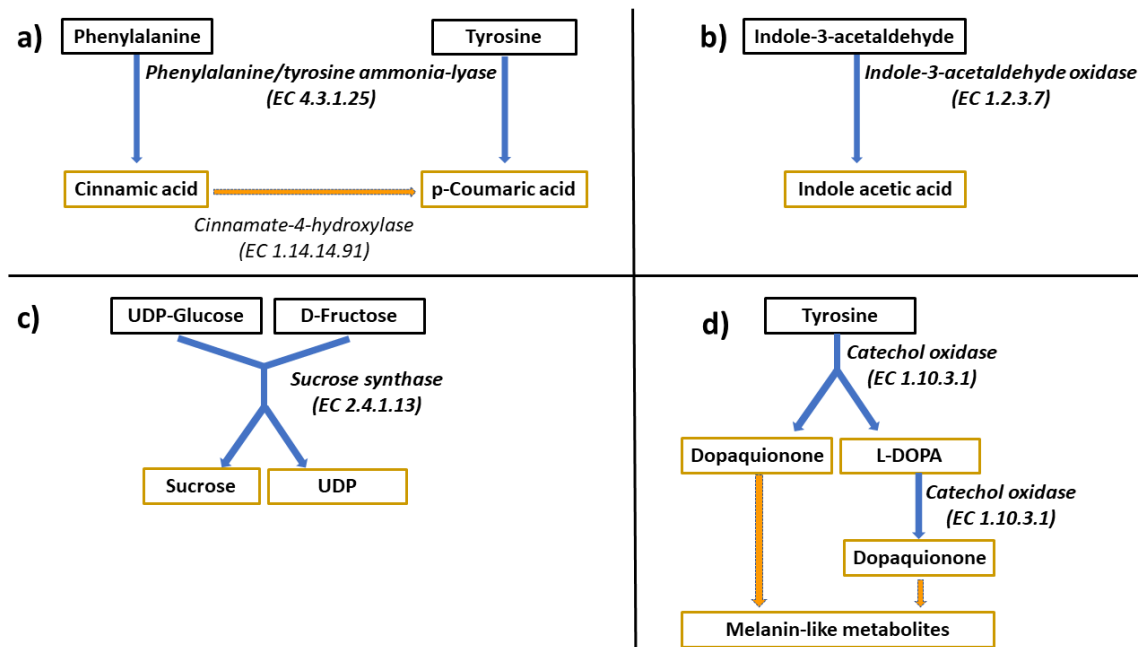 a)
Phenylalanine
Tyrosine
Phenylalanine/tyrosine ammonia-lyase
(EC 4.3.1.25)
Cinnamic acid
p-Coumaric acid
Cinnamate-4-hydroxylase
(EC 1.14.14.91)
b)
Indole-3-acetaldehyde
Indole-3-acetaldehyde oxidase
(EC 1.2.3.7)
Indole acetic acid
c)
UDP-Glucose
D-Fructose
Sucrose synthase
(EC 2.4.1.13)
Sucrose
UDP
d)
Tyrosine
Catechol oxidase
(EC 1.10.3.1)
Dopaquionone
L-DOPA
Catechol oxidase
(EC 1.10.3.1)
Dopaquionone
Melanin-like metabolites